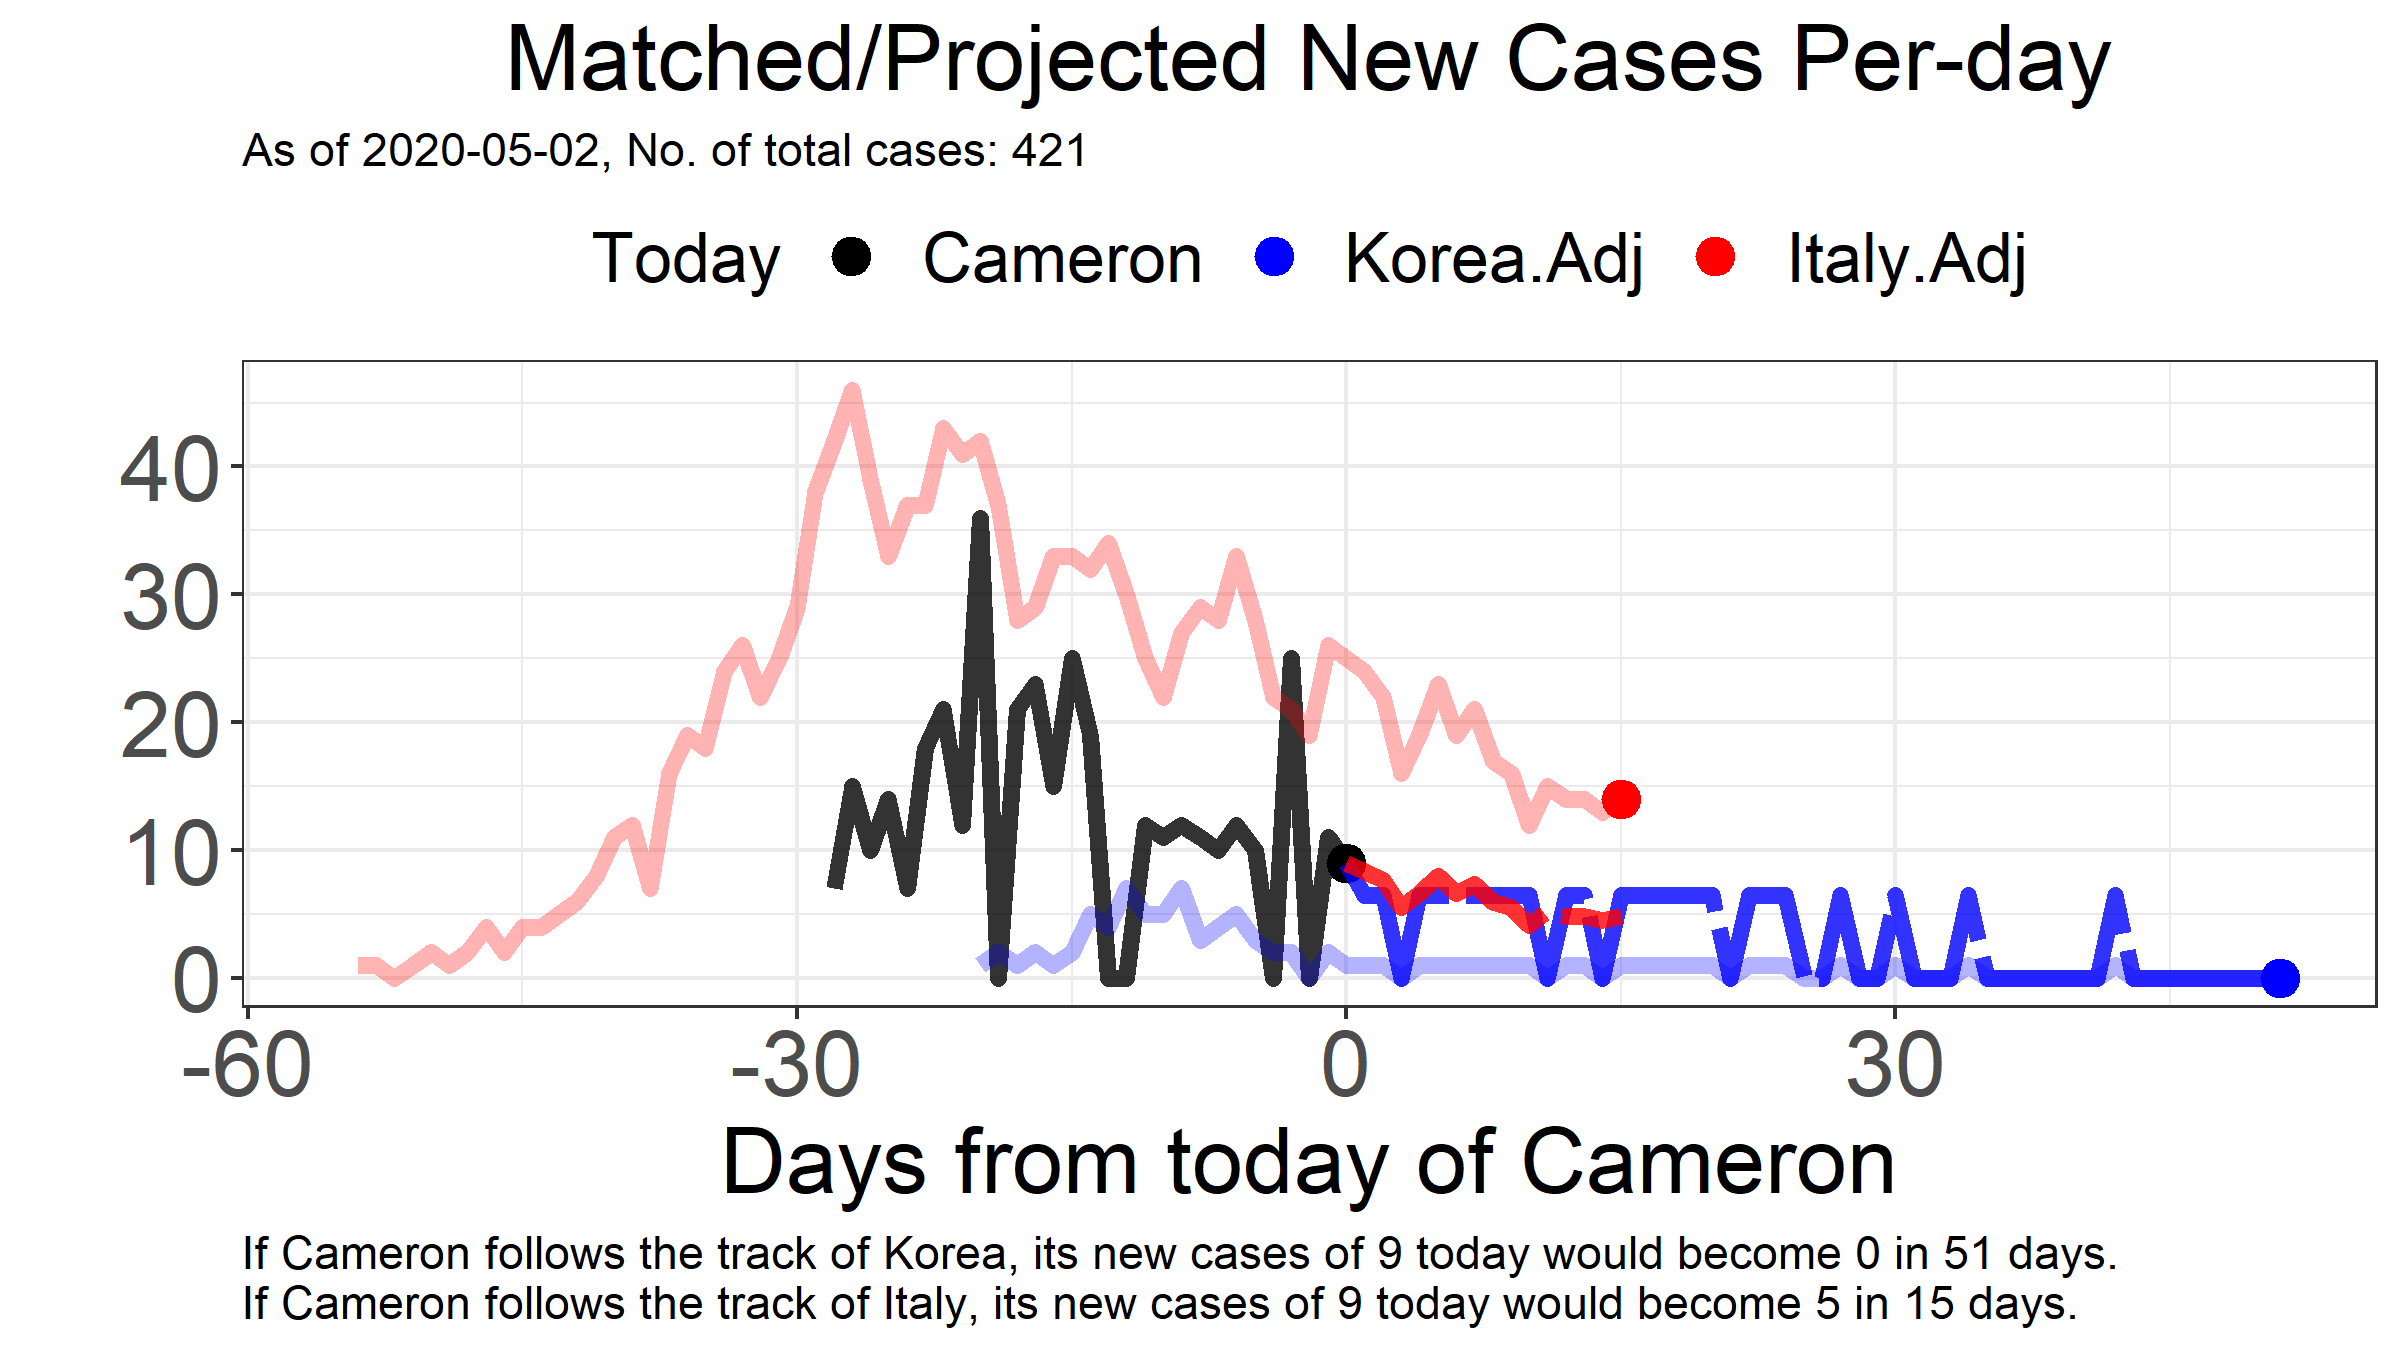 Matched/Projected New Cases Per-day
As of 2020-05-02, No. of total cases: 421
Today Cameron Korea.Adj Italy.Adj
40
30
20
10
0
-60 -30 0 30
Days from today of Cameron
If Cameron follows the track of Korea, its new cases of 9 today would become 0 in 51 days.
If Cameron follows the track of Italy, its new cases of 9 today would become 5 in 15 days.